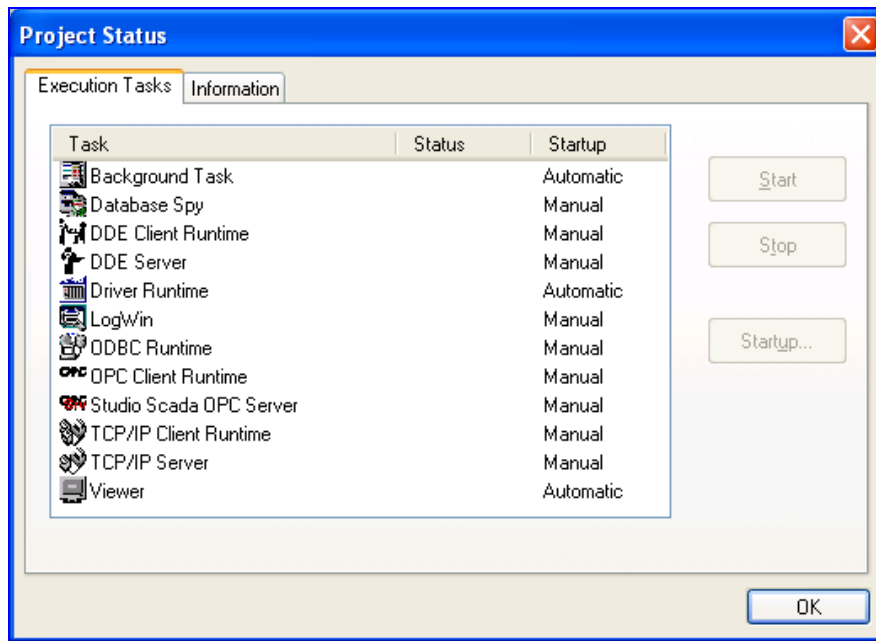 Project Status
Execution Tasks Information
Task Status Startup
Background Task Automatic
Database Spy Manual
DDE Client Runtime Manual
DDE Server Manual
Driver Runtime Automatic
LogWin Manual
ODBC Runtime Manual
OPC OPC Client Runtime Manual
Studio Scada OPC Server Manual
TCP/IP Client Runtime Manual
TCP/IP Server Manual
Viewer Automatic
Start
Stop
Startup...
OK